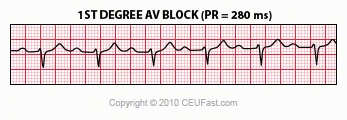 1ST DEGREE AV BLOCK (PR = 280 ms)
Copyright © 2010 CEUFast.com